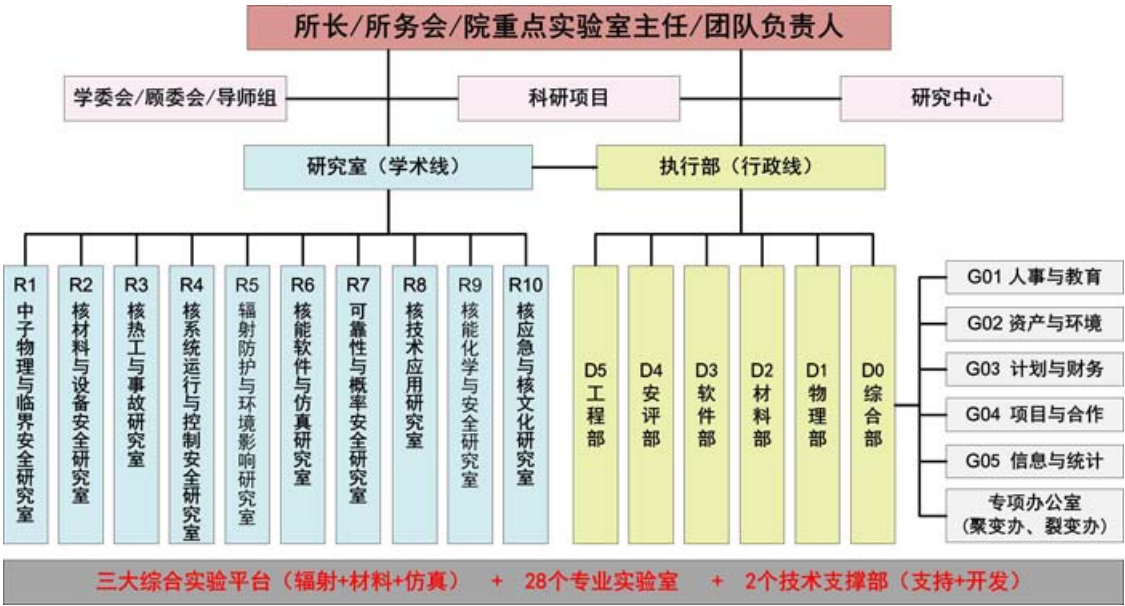 所长/所务会/院重点实验室主任/团队负责人
学委会/顾委会/导师组
科研项目
研究中心
研究室（学术线）
执行部（行政线）
R1
中子物理与临界安全研究室
R2
核材料与设备安全研究室
R3
核热工与事故研究室
R4
核系统运行与控制安全研究室
R5
辐射防护与环境影响研究室
R6
核能软件与仿真研究室
R7
可靠性与概率安全研究室
R8
核技术应用研究室
R9
核能化学与安全研究室
R10
核应急与核文化研究室
D5
工程部
D4
安评部
D3
软件部
D2
材料部
D1
物理部
D0
综合部
G01 人事与教育
G02 资产与环境
G03 计划与财务
G04 项目与合作
G05 信息与统计
专项办公室
(聚变办、裂变办)
三大综合实验平台（辐射+材料+仿真） + 28个专业实验室 + 2个技术支撑部（支持+开发）